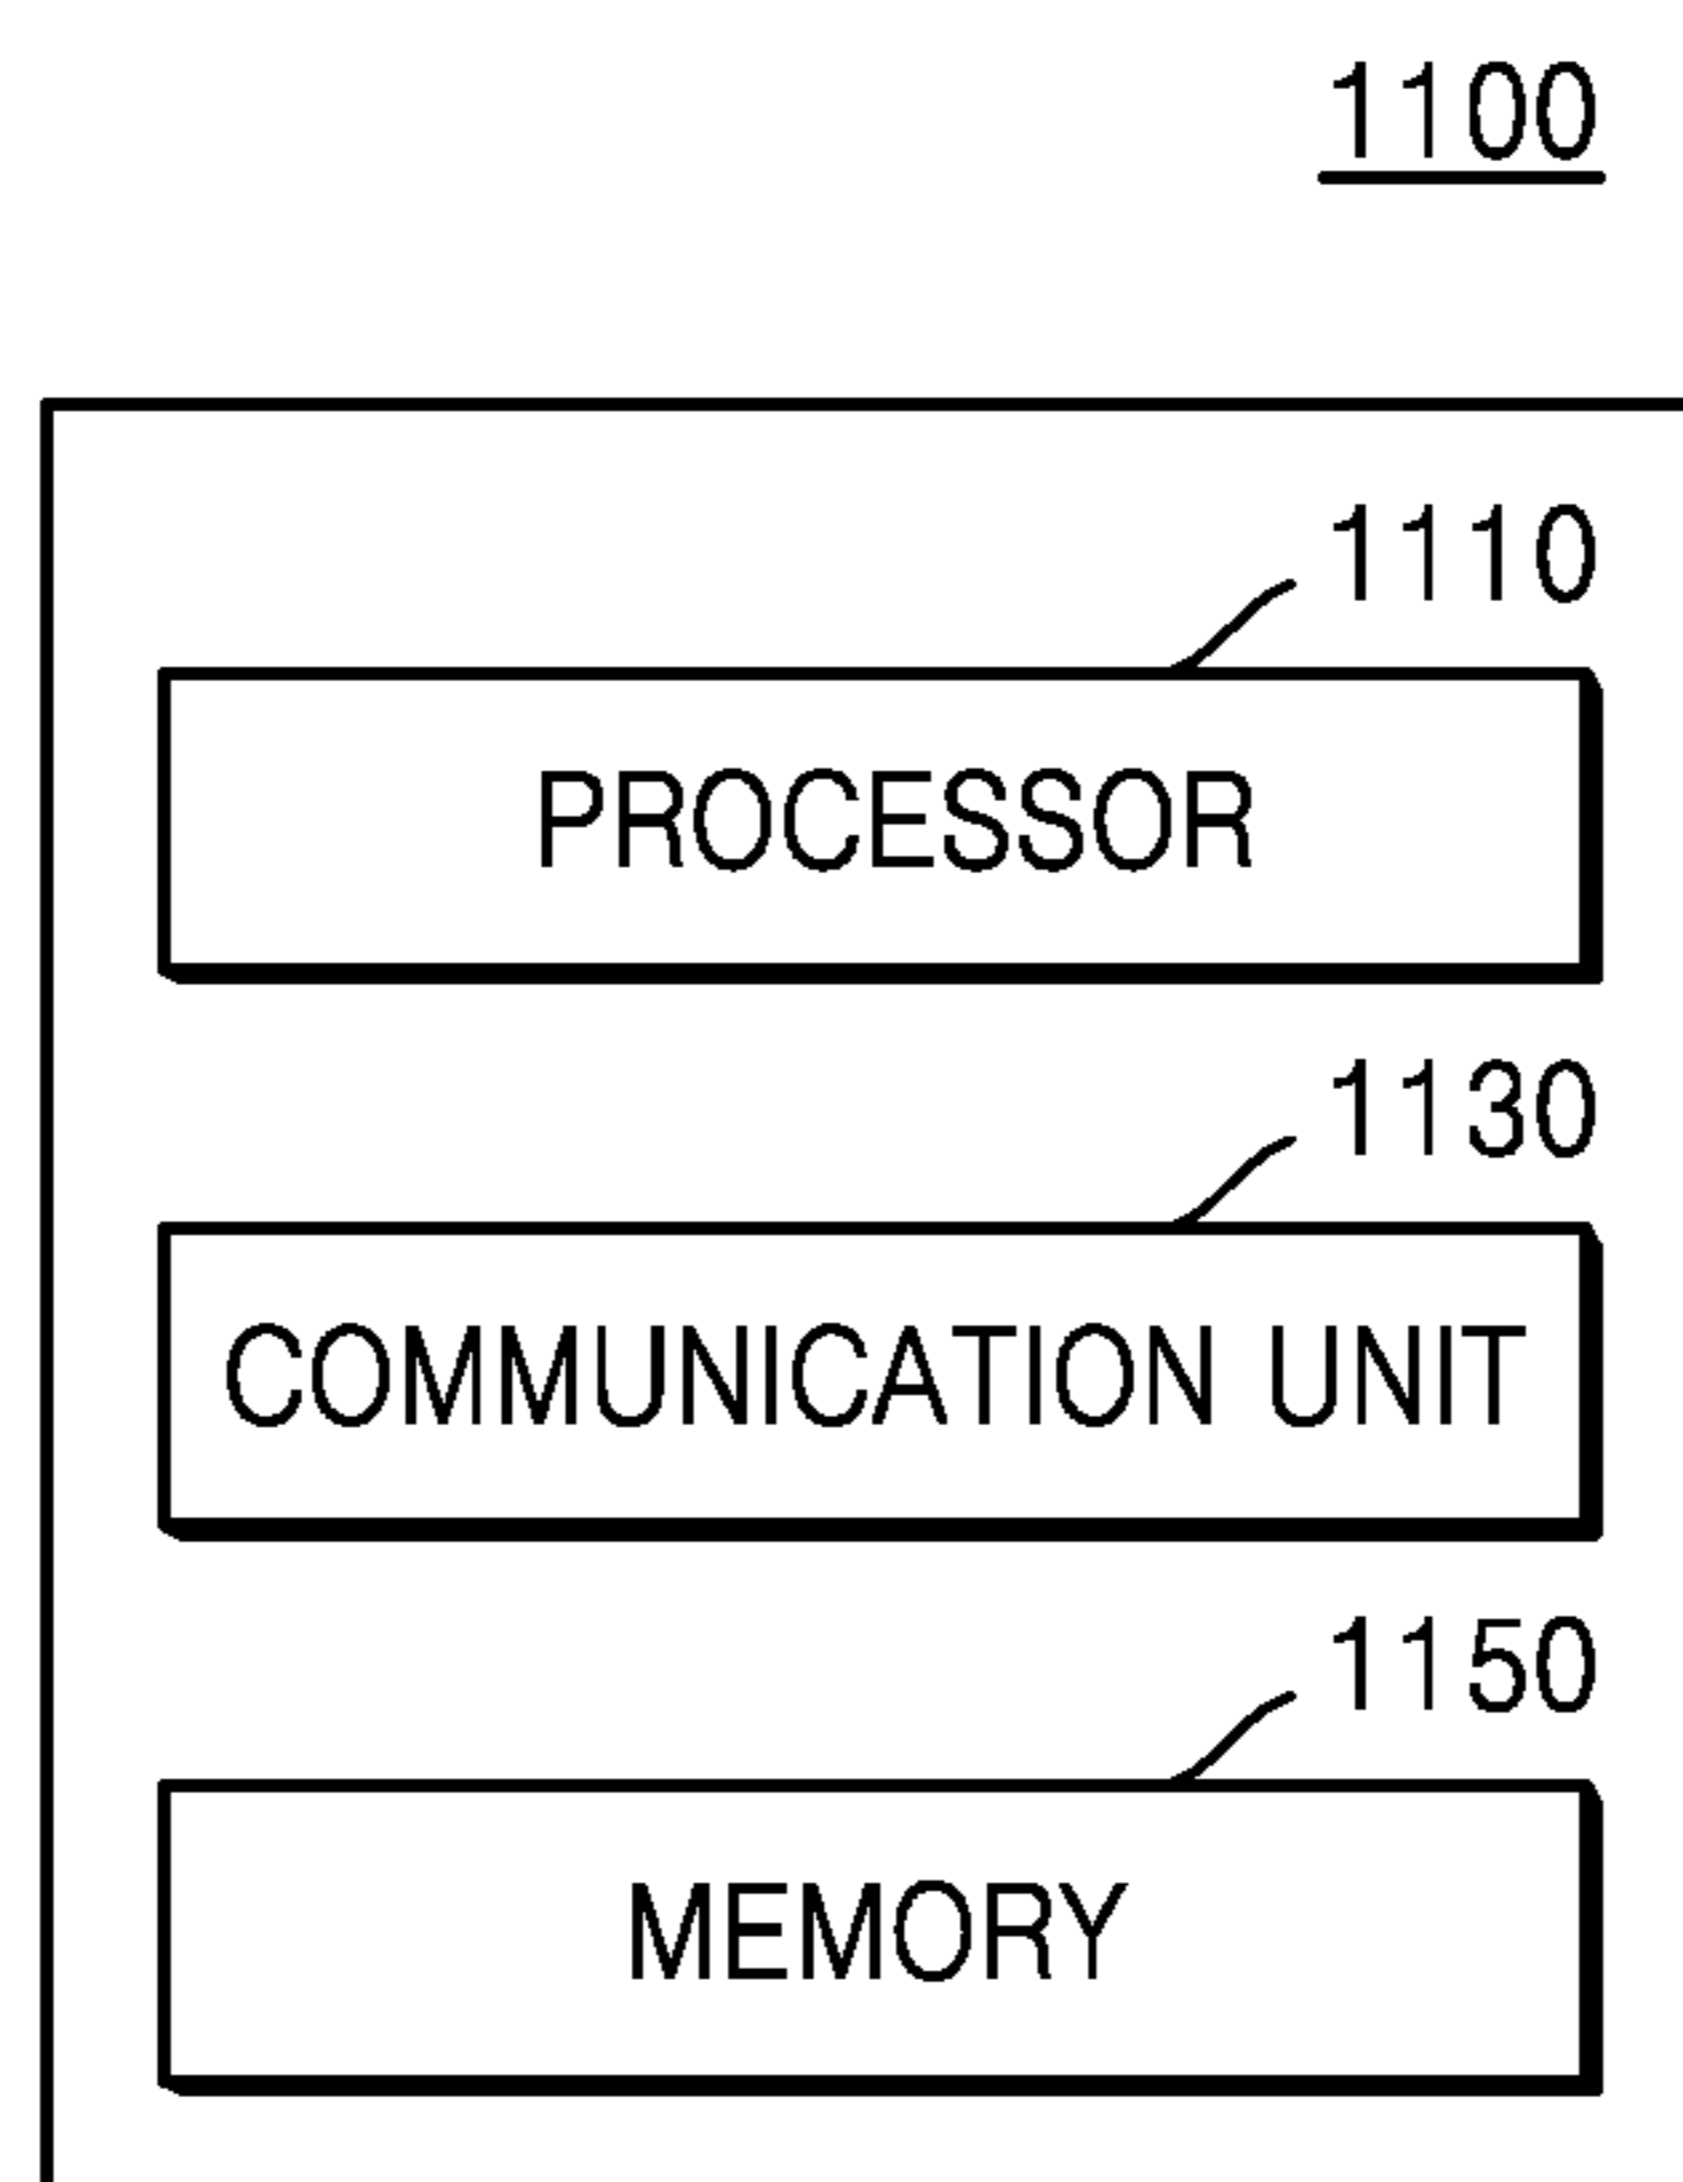 1100
1110
PROCESSOR
1130
COMMUNICATION UNIT
1150
MEMORY